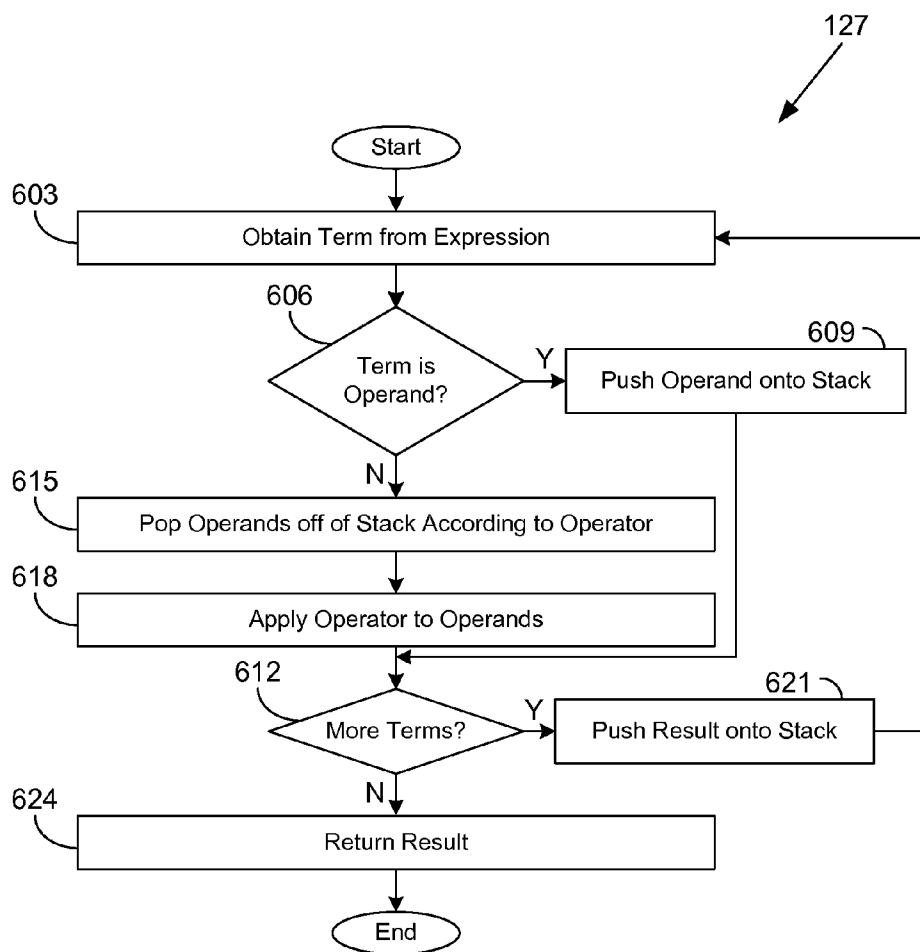 127
Start
603
Obtain Term from Expression
606
609
Term is
Operand?
Y
Push Operand onto Stack
N
615
Pop Operands off of Stack According to Operator
618
Apply Operator to Operands
612
621
More Terms?
Y
Push Result onto Stack
N
624
Return Result
End